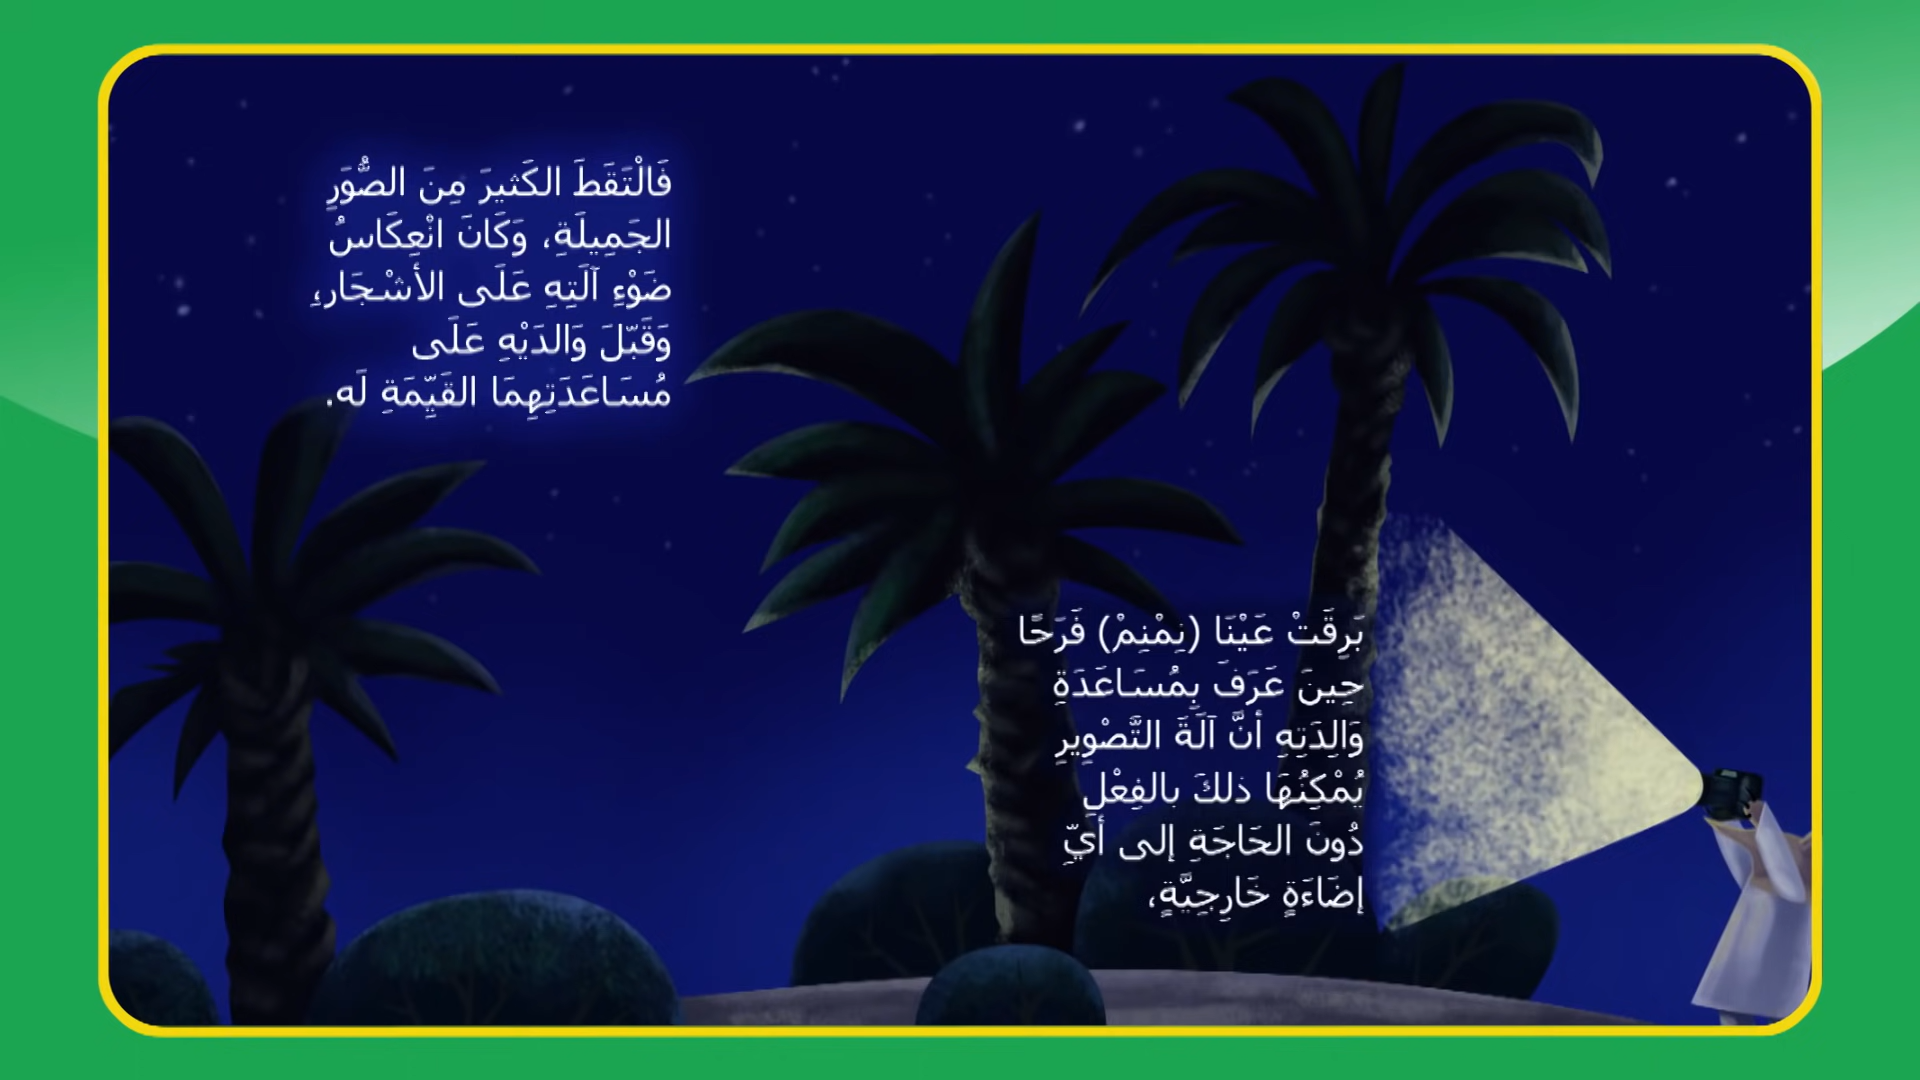 بَرِقَتْ عَيْنَا (نِمْنِمْ) فَرَحًا
حِينَ عَرَفَ بِمُسَاعَدَةِ
وَالِدَتِهِ أنَّ آلَةَ التَّصْوِيرِ
يُمْكِنُهَا ذلكَ بالفِعْلِ
دُونَ الحَاجَةِ إلى أيِّ
إضَاءَةٍ خَارِجِيَّةٍ،
فَالْتَقَطَ الكَثيرَ مِنَ الصُّوَرِ
الجَمِيلَةِ، وَكَانَ انْعِكَاسُ
ضَوْءِ آلَتِهِ عَلَى الأشْجَارِ،
وَقَبّلَ وَالدَيْهِ عَلَى
مُسَاعَدَتِهِمَا القَيِّمَةِ لَه.